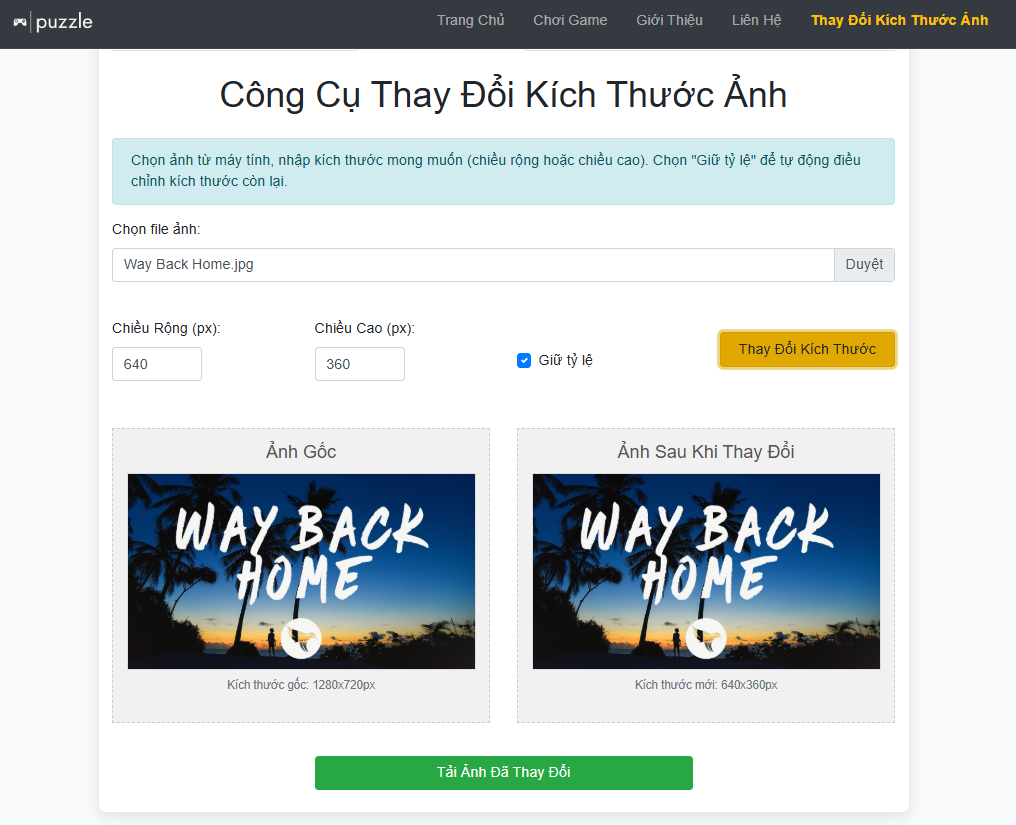 puzzle
Trang Chủ
Chơi Game
Giới Thiệu
Liên Hệ
Thay Đổi Kích Thước Ảnh
Công Cụ Thay Đổi Kích Thước Ảnh
Chọn ảnh từ máy tính, nhập kích thước mong muốn (chiều rộng hoặc chiều cao). Chọn "Giữ tỷ lệ" để tự động điều
chỉnh kích thước còn lại.
Chọn file ảnh:
Way Back Home.jpg
Duyệt
Chiều Rộng (px):
640
Chiều Cao (px):
360
Giữ tỷ lệ
Thay Đổi Kích Thước
Ảnh Gốc
WAY BACK
HOME
Kích thước gốc: 1280x720px
Ảnh Sau Khi Thay Đổi
WAY BACK
HOME
Kích thước mới: 640x360px
Tải Ảnh Đã Thay Đổi